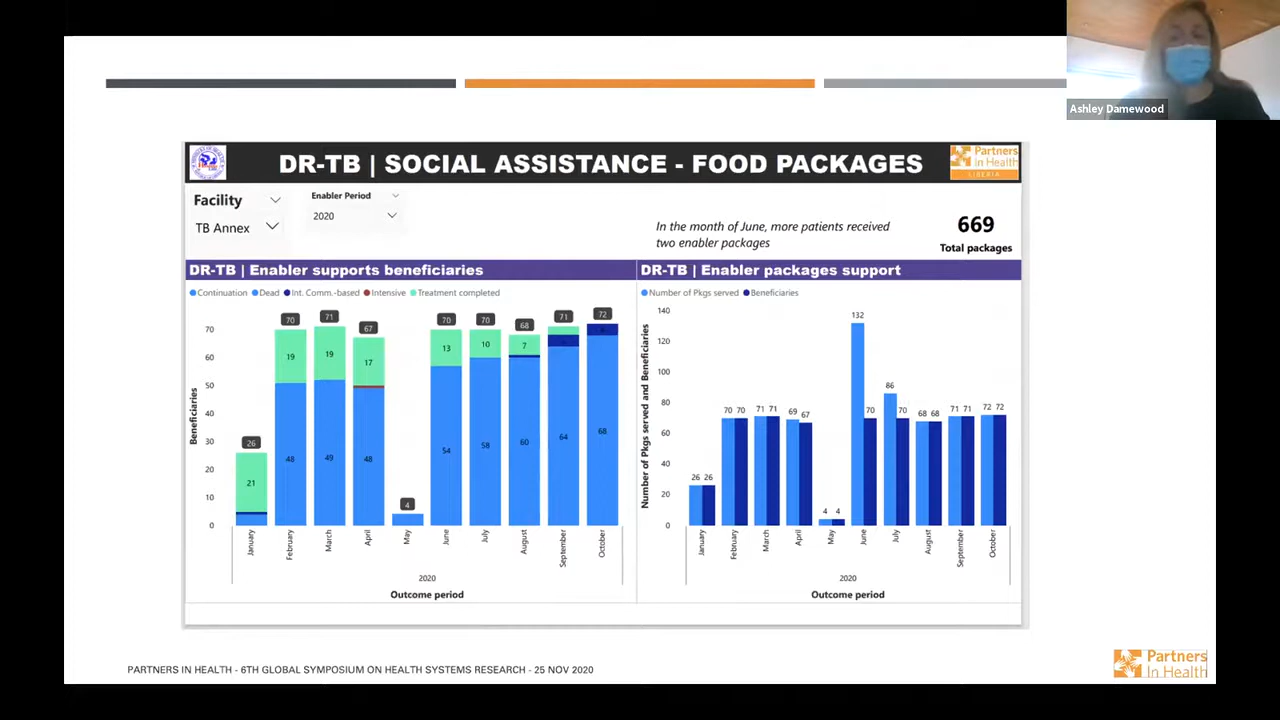 Ashley Damewood
DR-TB | SOCIAL ASSISTANCE - FOOD PACKAGES
Partners
In Health
LIBERIA
Facility
TB Annex
Enabler Period
2020
In the month of June, more patients received
two enabler packages
669
Total packages
DR-TB | Enabler supports beneficiaries
Continuation Dead Int. Comm.-based Intensive Treatment completed
Beneficiaries
70
60
50
40
30
20
10
0
26 70 71 67 4 70 70 68 71 72
21 19 19 17 13 10 7
48 49 48 54 58 60 64 68
January February March April May June July August September October
2020
Outcome period
DR-TB | Enabler packages support
Number of Pkgs served Beneficiaries
Number of Pkgs served and Beneficiaries
140
120
100
80
60
40
20
0
26 26 70 70 71 71 69 67 4 4 132 70 86 70 68 68 71 71 72 72
January February March April May June July August September October
2020
Outcome period
PARTNERS IN HEALTH - 6TH GLOBAL SYMPOSIUM ON HEALTH SYSTEMS RESEARCH - 25 NOV 2020
Partners
In Health